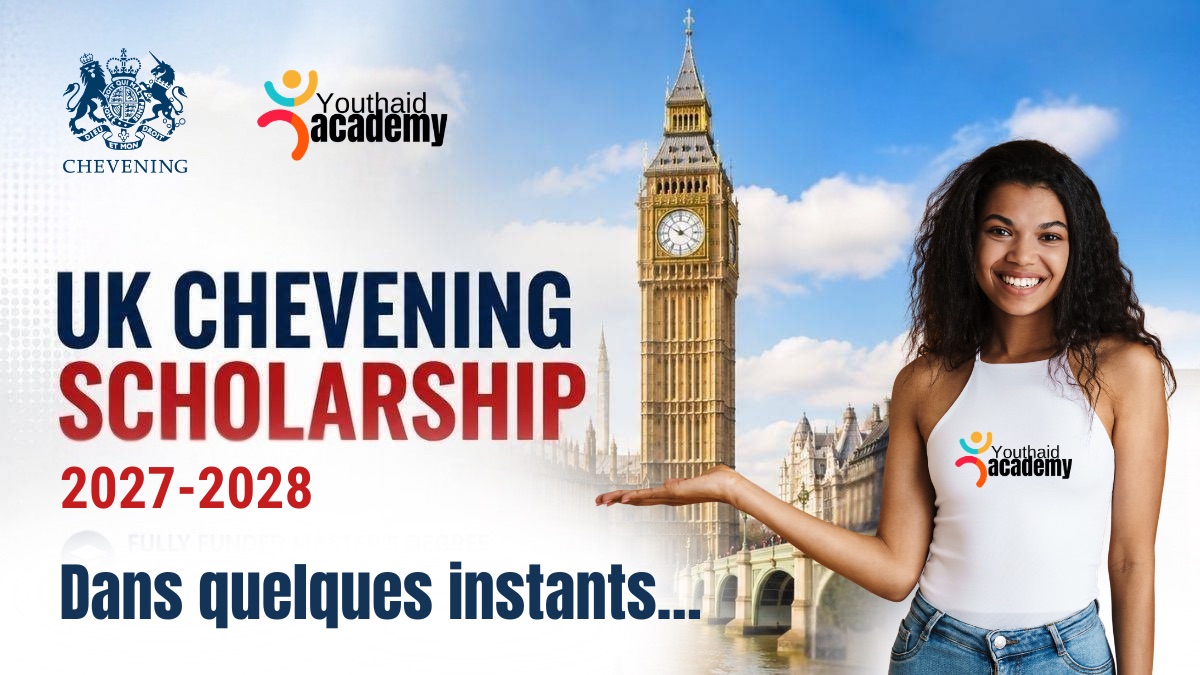 DIEU ET MON DROIT
CHEVENING
Youthaid
academy
UK CHEVENING
SCHOLARSHIP
2027-2028
Dans quelques instants...
Youthaid
academy